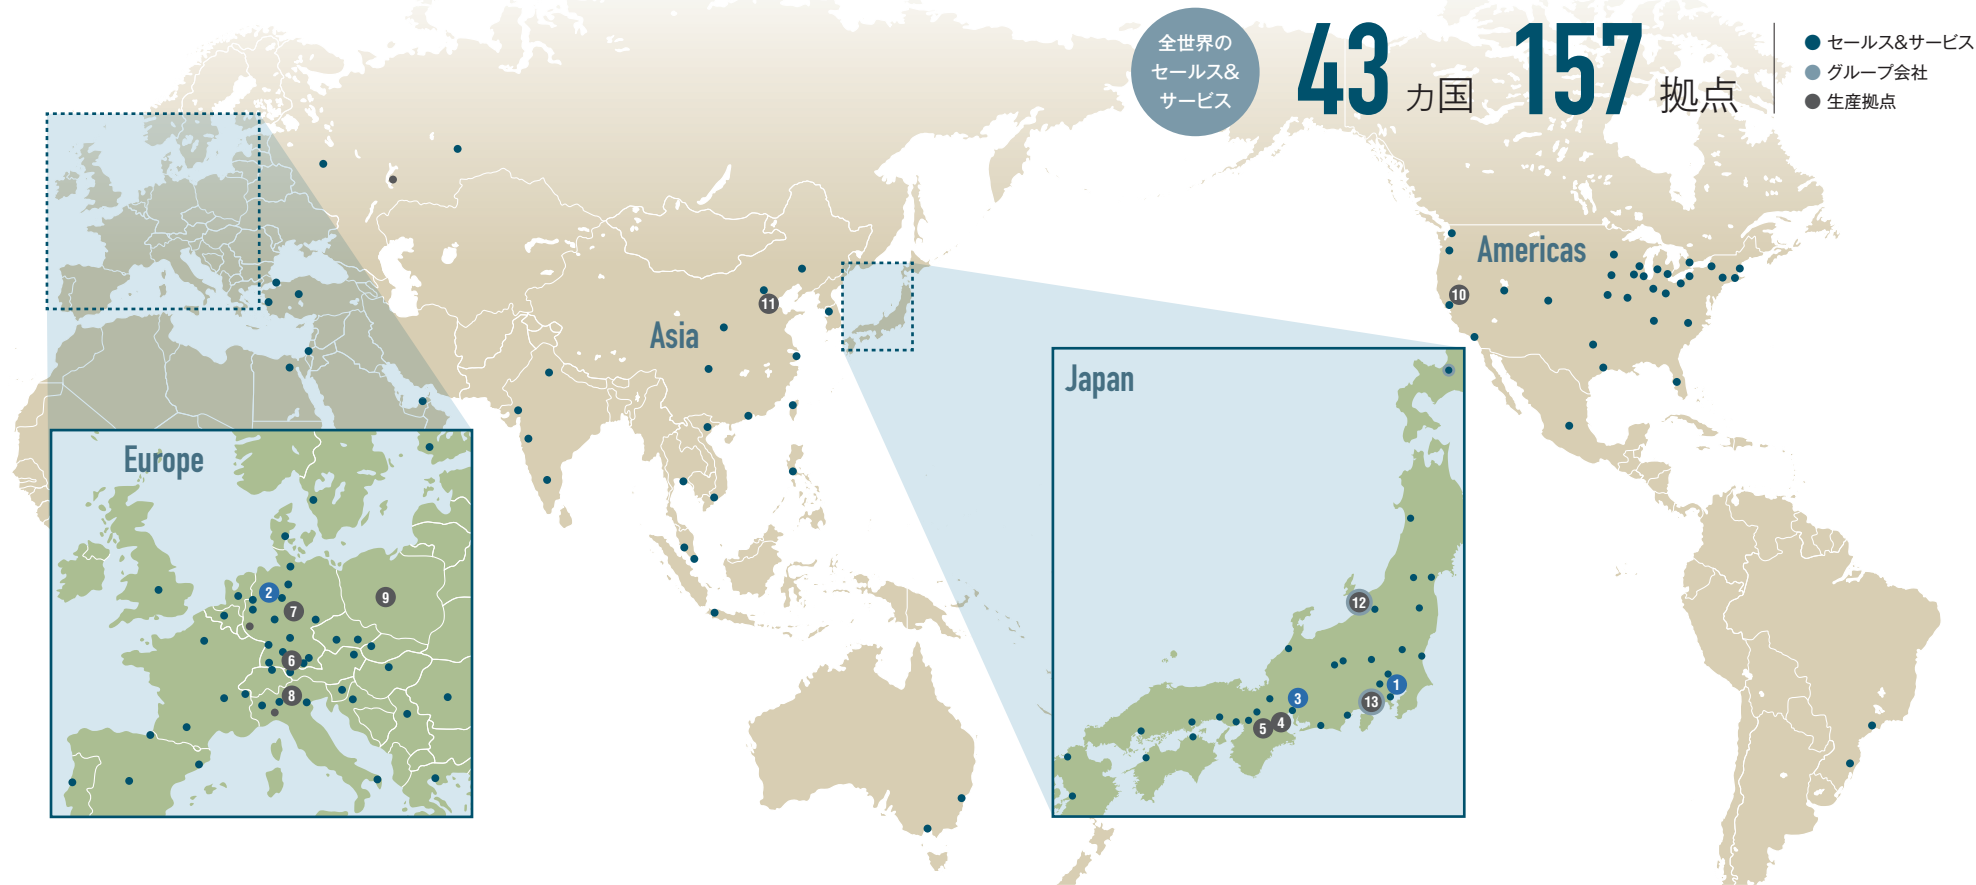 全世界の
セールス&
サービス
43 カ国 157 拠点
セールス&サービス
グループ会社
生産拠点
Americas
10
11
Asia
Japan
Europe
2
9
7
6
8
12
1
3
13
4
5